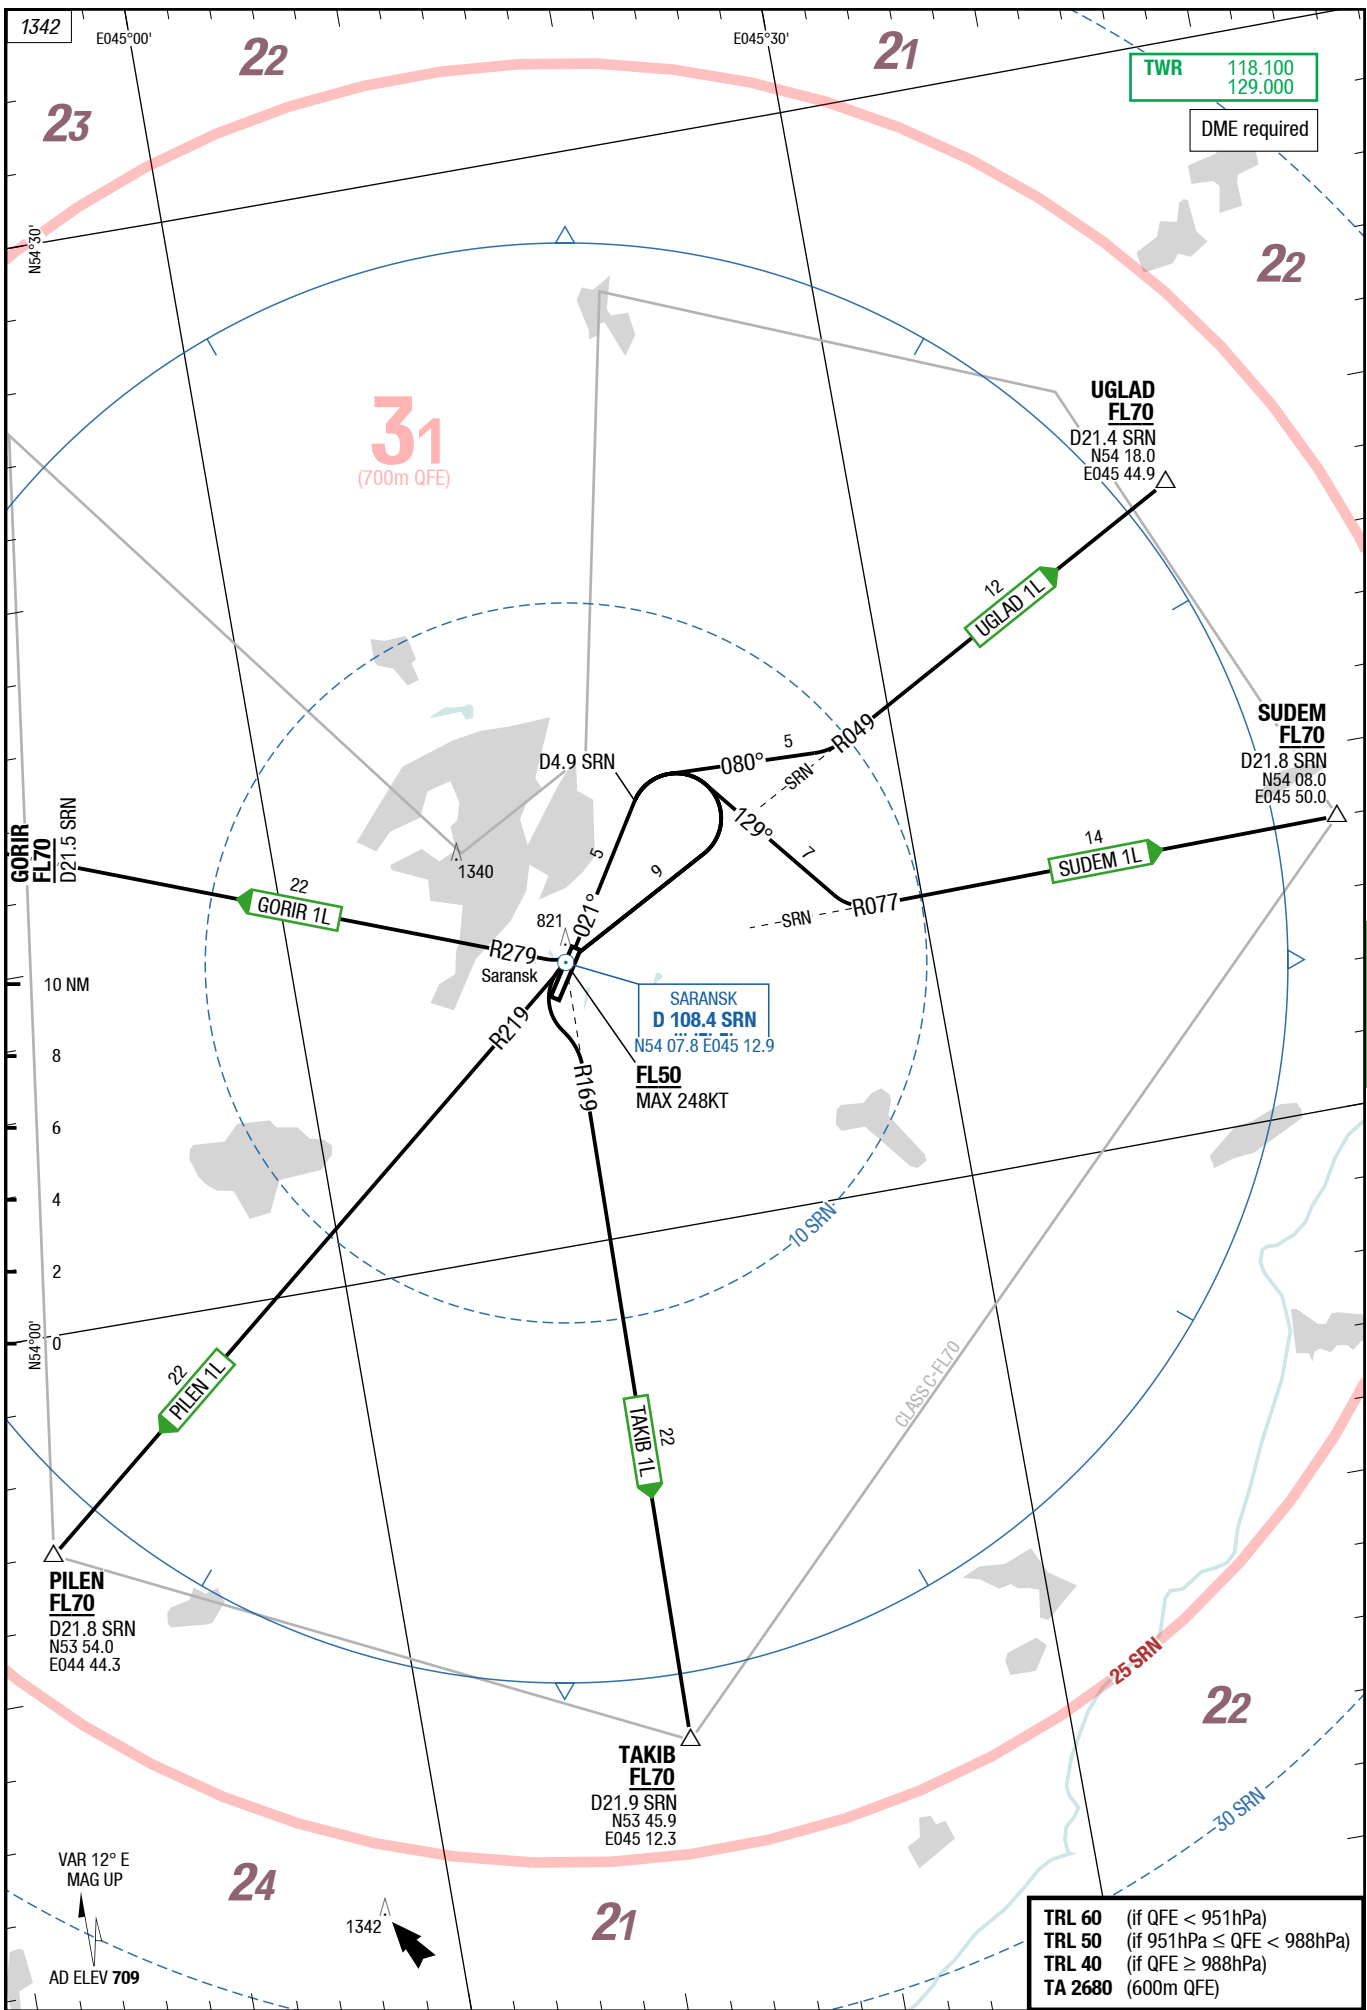 1342
E045°00'
E045°30'
22
21
23
TWR 118.100
129.000
DME required
N54°30'
22
31
(700m QFE)
UGLAD
FL70
D21.4 SRN
N54 18.0
E045 44.9
12
UGLAD 1L
R049
5
080°
SRN
D4.9 SRN
129°
7
SUDEM
FL70
D21.8 SRN
N54 08.0
E045 50.0
14
SUDEM 1L
R077
SRN
GORIR
FL70
D21.5 SRN
22
GORIR 1L
R279
1340
5
9
021°
821
Saransk
SARANSK
D 108.4 SRN
N54 07.8 E045 12.9
FL50
MAX 248KT
R219
R169
10 NM
8
6
4
2
0
N54°00'
10 SRN
22
PILEN 1L
TAKIB 1L
22
CLASS C-FL70
PILEN
FL70
D21.8 SRN
N53 54.0
E044 44.3
25 SRN
22
TAKIB
FL70
D21.9 SRN
N53 45.9
E045 12.3
30 SRN
VAR 12° E
MAG UP
24
1342
21
AD ELEV 709
TRL 60 (if QFE < 951hPa)
TRL 50 (if 951hPa ≤ QFE < 988hPa)
TRL 40 (if QFE ≥ 988hPa)
TA 2680 (600m QFE)